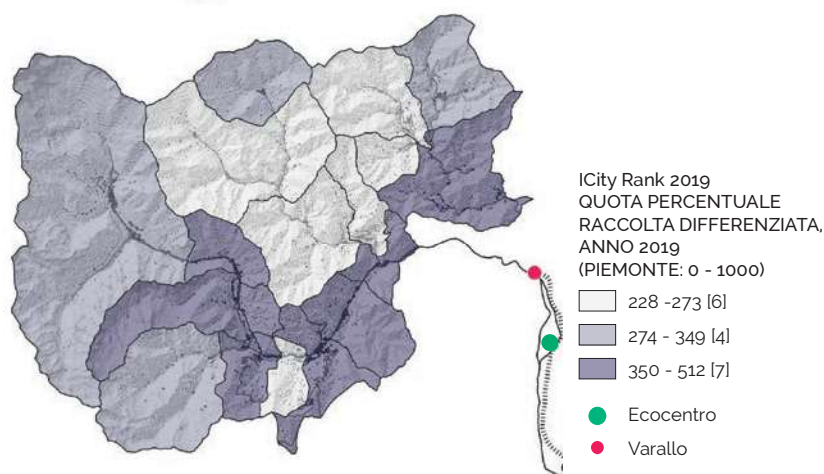 ICity Rank 2019
QUOTA PERCENTUALE
RACCOLTA DIFFERENZIATA,
ANNO 2019
(PIEMONTE: 0 - 1000)
228 -273 [6]
274 - 349 [4]
350 - 512 [7]
Ecocentro
Varallo